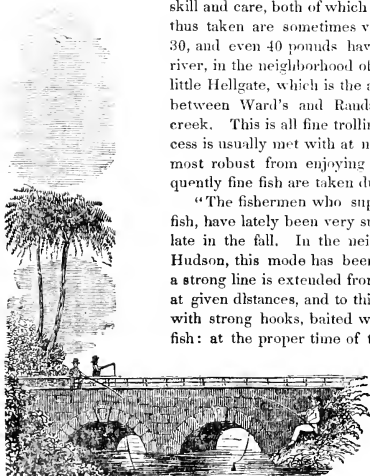 skill and care, both of which
thus taken are sometimes v
30, and even 40 pounds hav
river, in the neighborhood of
little Hellgate, which is the a
between Ward's and Rand
creek. This is all fine trollin
cess is usually met with at n
most robust from enjoying
quently fine fish are taken du
"The fishermen who sup
fish, have lately been very su
late in the fall. In the nei
Hudson, this mode has been
a strong line is extended fron
at given distances, and to thi
with strong hooks, baited w
fish: at the proper time of t